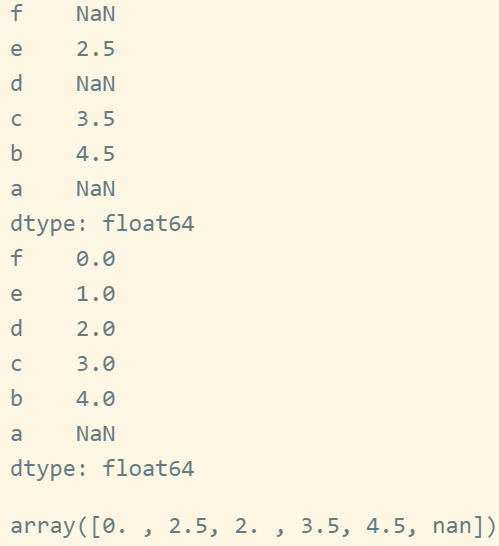 f    NaN
e    2.5
d    NaN
c    3.5
b    4.5
a    NaN
dtype: float64
f    0.0
e    1.0
d    2.0
c    3.0
b    4.0
a    NaN
dtype: float64
array([0. , 2.5, 2. , 3.5, 4.5, nan])